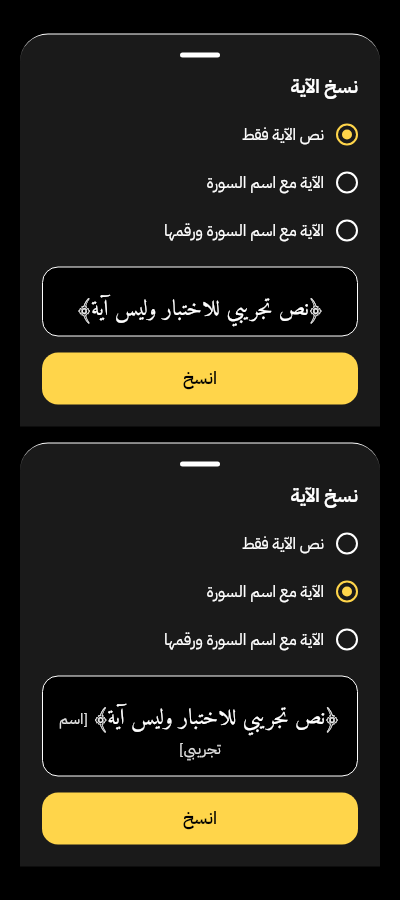 نسخ الآية
نص الآية فقط
الآية مع اسم السورة
الآية مع اسم السورة ورقمها
﴿نص تجريبي للاختبار وليس آية﴾
انسخ
نسخ الآية
نص الآية فقط
الآية مع اسم السورة
الآية مع اسم السورة ورقمها
﴿نص تجريبي للاختبار وليس آية﴾ [اسم
تجريبي]
انسخ